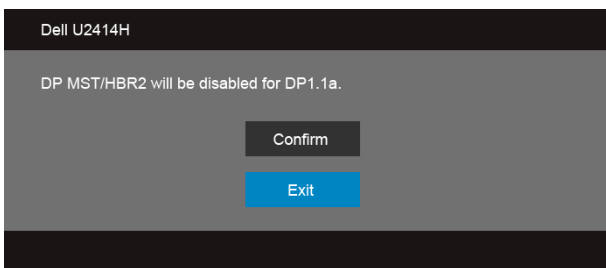 Dell U2414H
DP MST/HBR2 will be disabled for DP1.1a.
Confirm
Exit